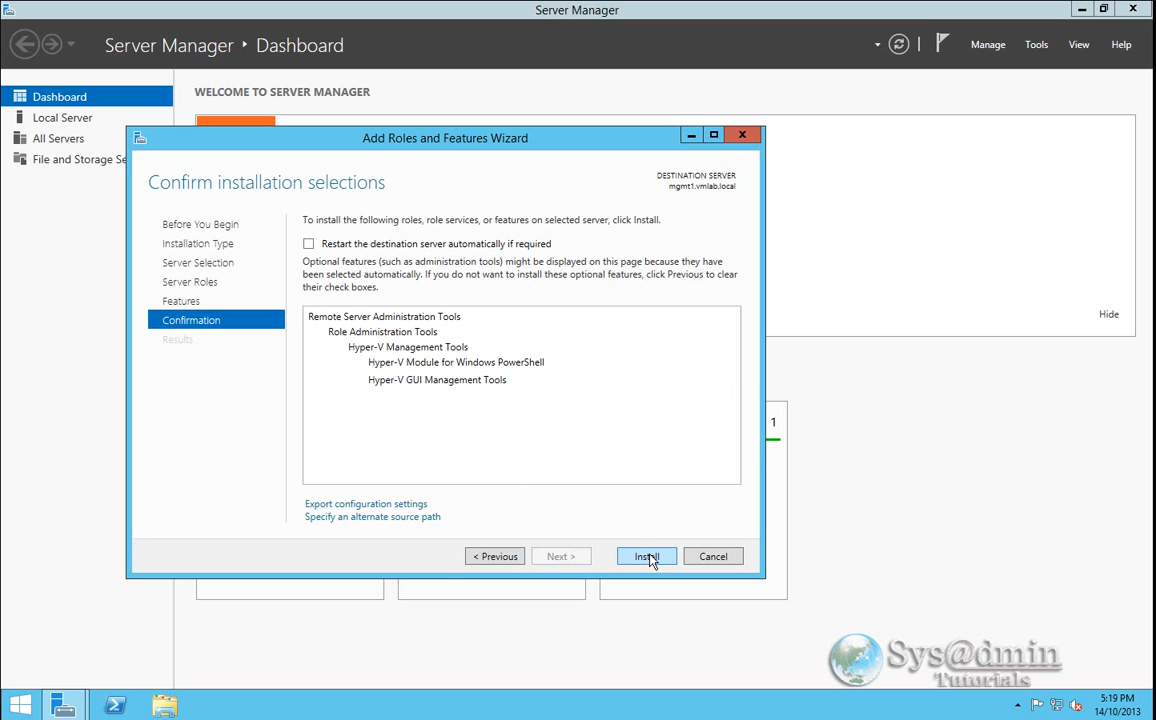 Server Manager
Server Manager ‣ Dashboard
Manage
Tools
View
Help
Dashboard
Local Server
All Servers
File and Storage Se
WELCOME TO SERVER MANAGER
Hide
1
Add Roles and Features Wizard
Confirm installation selections
DESTINATION SERVER
mgmt1.vmlab.local
Before You Begin
Installation Type
Server Selection
Server Roles
Features
Confirmation
Results
To install the following roles, role services, or features on selected server, click Install.
Restart the destination server automatically if required
Optional features (such as administration tools) might be displayed on this page because they have
been selected automatically. If you do not want to install these optional features, click Previous to clear
their check boxes.
Remote Server Administration Tools
Role Administration Tools
Hyper-V Management Tools
Hyper-V Module for Windows PowerShell
Hyper-V GUI Management Tools
Export configuration settings
Specify an alternate source path
< Previous
Next >
Install
Cancel
Sys@dmin
Tutorials
5:19 PM
14/10/2013